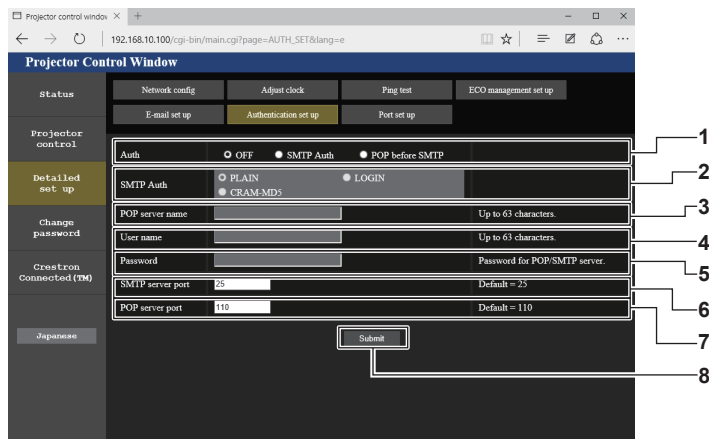 Projector control window
192.168.10.100/cgi-bin/main.cgi?page=AUTH_SET&lang=e
Projector Control Window
Status
Projector
control
Detailed
set up
Change
password
Crestron
Connected(TM)
Japanese
Network config
Adjust clock
Ping test
ECO management set up
E-mail set up
Authentication set up
Port set up
Auth
OFF
SMTP Auth
POP before SMTP
SMTP Auth
PLAIN
LOGIN
CRAM-MD5
POP server name
Up to 63 characters.
User name
Up to 63 characters.
Password
Password for POP/SMTP server.
SMTP server port
25
Default = 25
POP server port
110
Default = 110
Submit
1
2
3
4
5
6
7
8